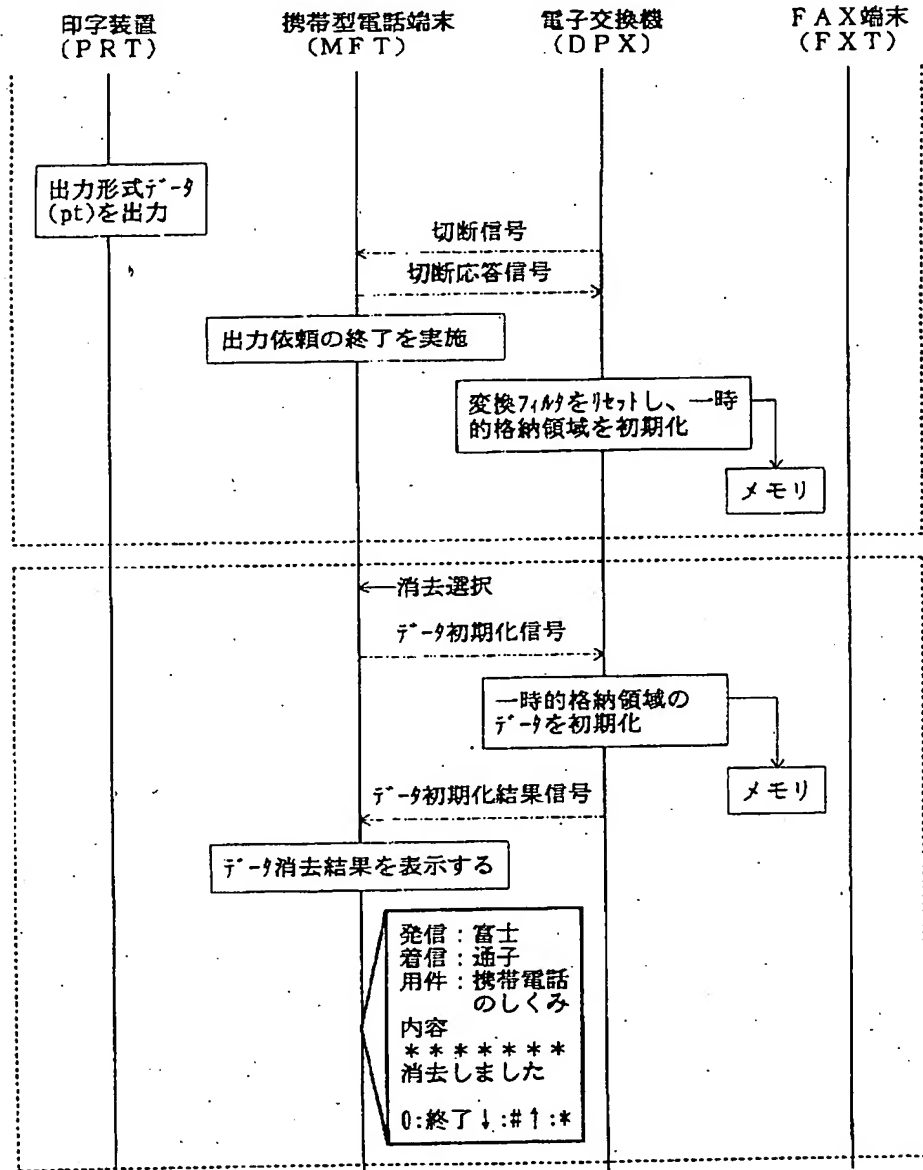 印字装置
(PRT)
携帯型電話端末
(MFT)
電子交換機
(DPX)
FAX端末
(FXT)
出力形式ﾃﾞｰﾀ
(pt)を出力
切断信号
切断応答信号
出力依頼の終了を実施
変換ﾌｨﾙﾀをﾘｾｯﾄし、一時
的格納領域を初期化
メモリ
消去選択
ﾃﾞｰﾀ初期化信号
一時的格納領域の
ﾃﾞｰﾀを初期化
メモリ
ﾃﾞｰﾀ初期化結果信号
ﾃﾞｰﾀ消去結果を表示する
発信:富士
着信:通子
用件:携帯電話
のしくみ
内容
*******
消去しました
0:終了↓:#↑:*